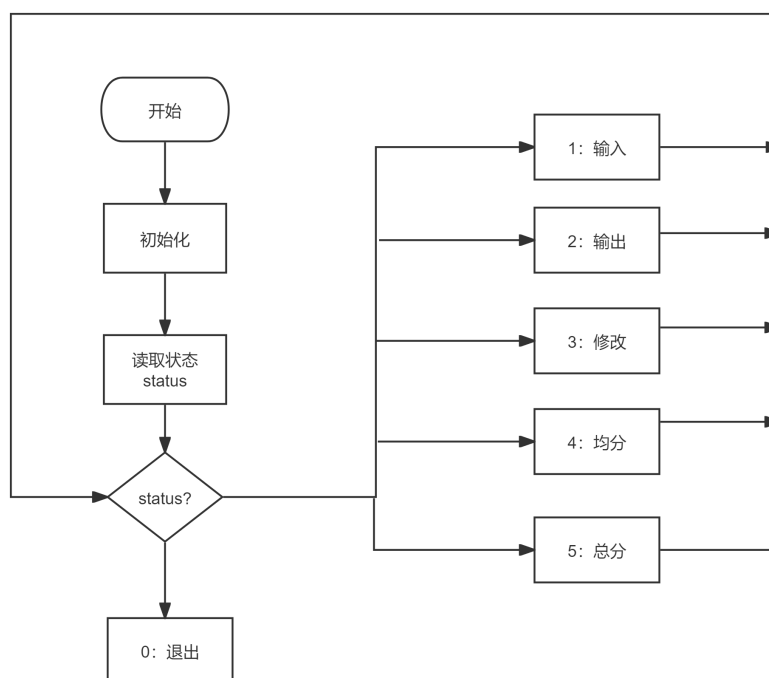 开始
初始化
读取状态
status
status?
0：退出
1：输入
2：输出
3：修改
4：均分
5：总分